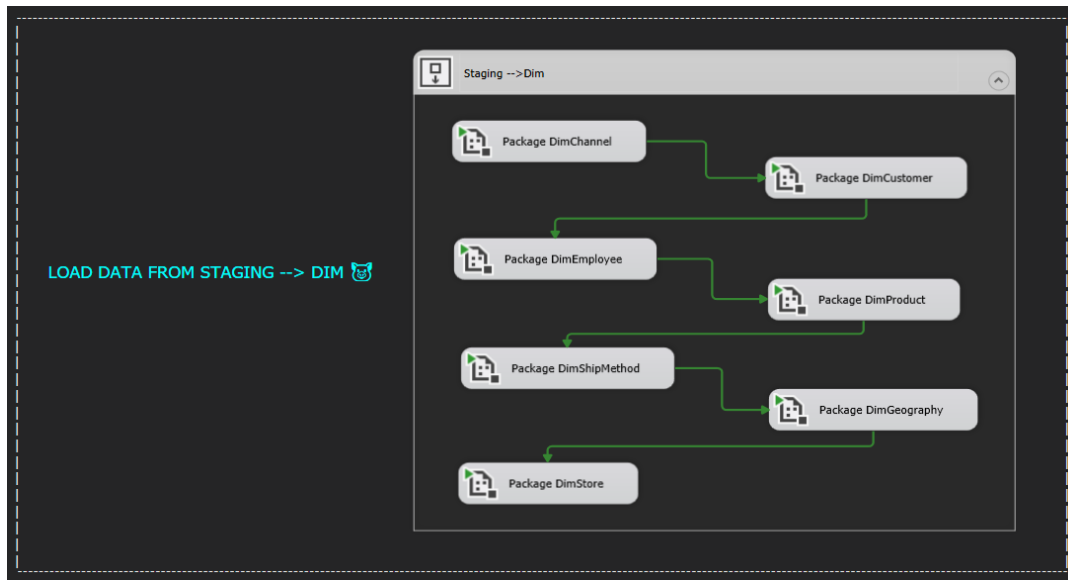 Staging -->Dim
Package DimChannel
Package DimCustomer
LOAD DATA FROM STAGING --> DIM 🐷
Package DimEmployee
Package DimProduct
Package DimShipMethod
Package DimGeography
Package DimStore